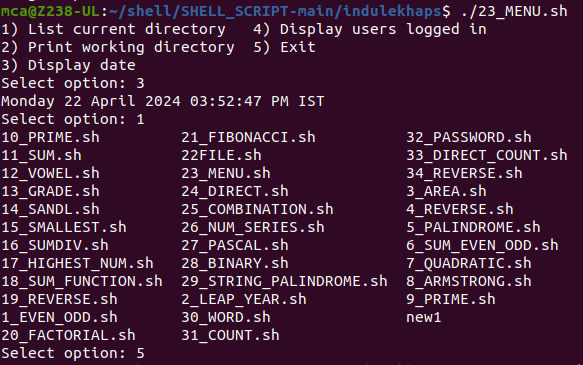 mca@Z238-UL:~/shell/SHELL_SCRIPT-main/indulekhaps$ ./23_MENU.sh
1) List current directory   4) Display users logged in
2) Print working directory  5) Exit
3) Display date
Select option: 3
Monday 22 April 2024 03:52:47 PM IST
Select option: 1
10_PRIME.sh         21_FIBONACCI.sh          32_PASSWORD.sh
11_SUM.sh           22FILE.sh                33_DIRECT_COUNT.sh
12_VOWEL.sh         23_MENU.sh               34_REVERSE.sh
13_GRADE.sh         24_DIRECT.sh             3_AREA.sh
14_SANDL.sh         25_COMBINATION.sh        4_REVERSE.sh
15_SMALLEST.sh      26_NUM_SERIES.sh         5_PALINDROME.sh
16_SUMDIV.sh        27_PASCAL.sh             6_SUM_EVEN_ODD.sh
17_HIGHEST_NUM.sh   28_BINARY.sh             7_QUADRATIC.sh
18_SUM_FUNCTION.sh  29_STRING_PALINDROME.sh  8_ARMSTRONG.sh
19_REVERSE.sh       2_LEAP_YEAR.sh           9_PRIME.sh
1_EVEN_ODD.sh       30_WORD.sh               new1
20_FACTORIAL.sh     31_COUNT.sh
Select option: 5